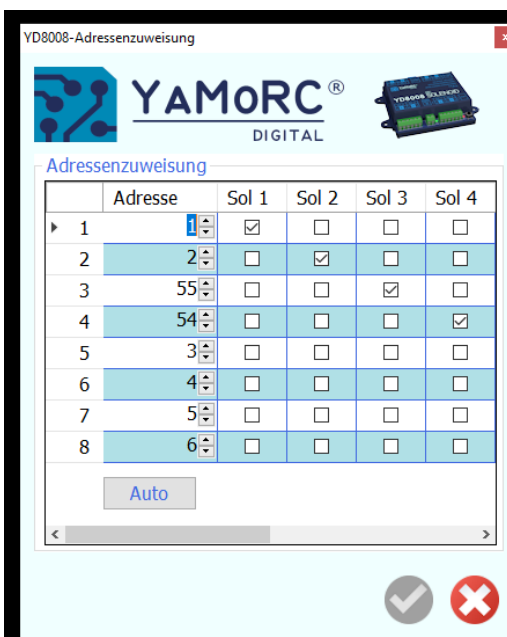 YD8008-Adressenzuweisung
YAMORC®
DIGITAL
YD8008 SOLENOID
Adressenzuweisung
Adresse Sol 1 Sol 2 Sol 3 Sol 4
1 1
2 2
3 55
4 54
5 3
6 4
7 5
8 6
Auto